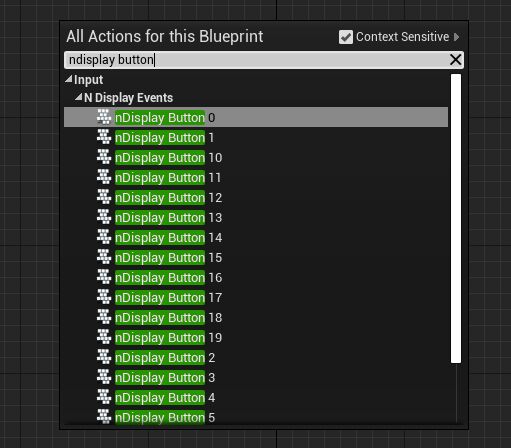 All Actions for this Blueprint Context Sensitive
ndisplay button
Input
N Display Events
nDisplay Button 0
nDisplay Button 1
nDisplay Button 10
nDisplay Button 11
nDisplay Button 12
nDisplay Button 13
nDisplay Button 14
nDisplay Button 15
nDisplay Button 16
nDisplay Button 17
nDisplay Button 18
nDisplay Button 19
nDisplay Button 2
nDisplay Button 3
nDisplay Button 4
nDisplay Button 5